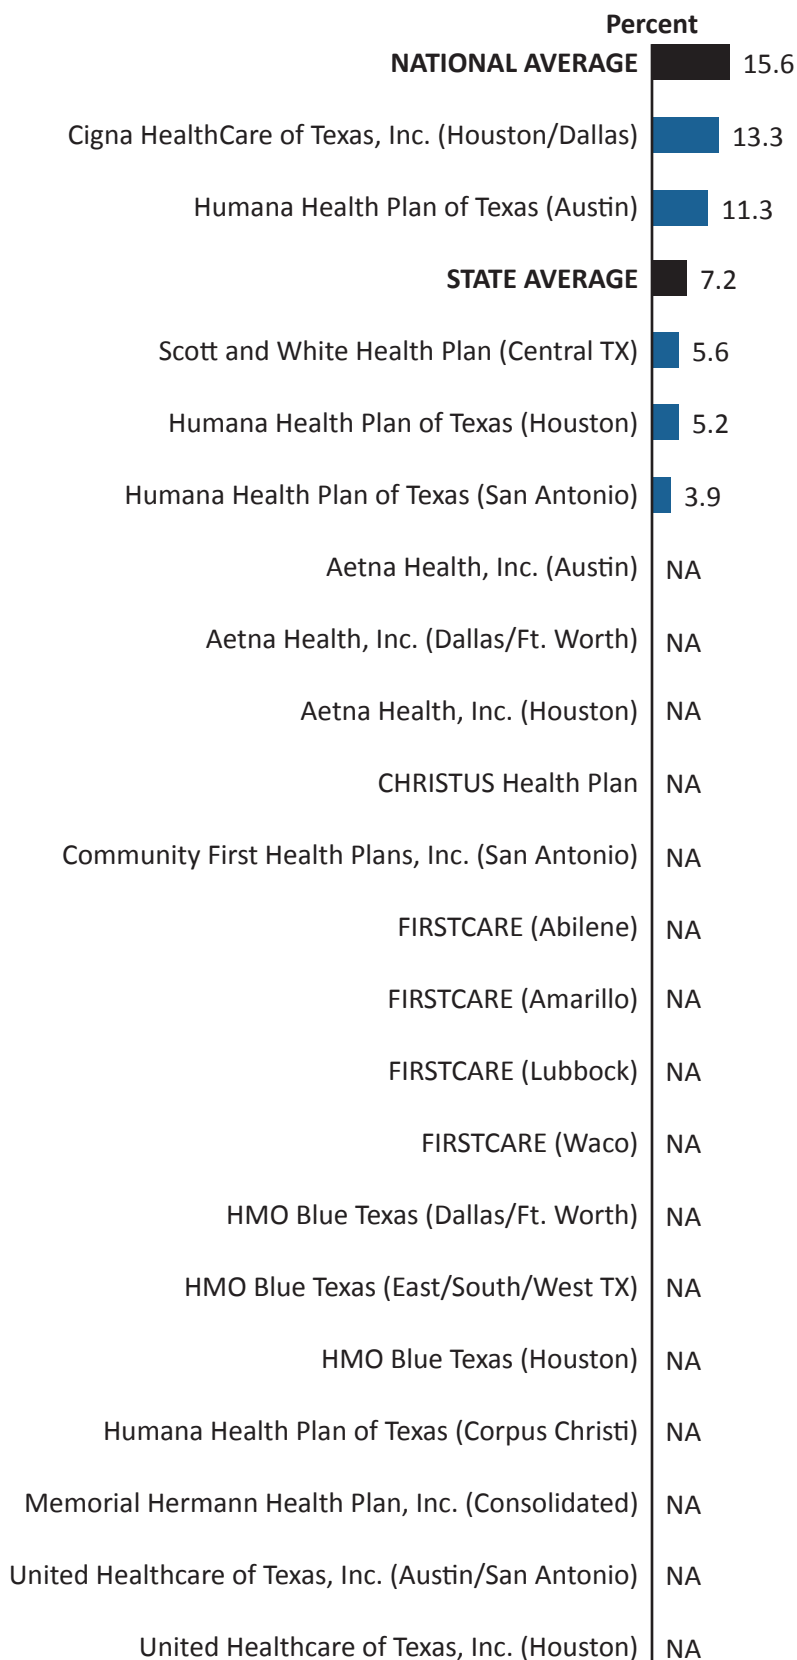 Percent
NATIONAL AVERAGE 15.6
Cigna HealthCare of Texas, Inc. (Houston/Dallas) 13.3
Humana Health Plan of Texas (Austin) 11.3
STATE AVERAGE 7.2
Scott and White Health Plan (Central TX) 5.6
Humana Health Plan of Texas (Houston) 5.2
Humana Health Plan of Texas (San Antonio) 3.9
Aetna Health, Inc. (Austin) NA
Aetna Health, Inc. (Dallas/Ft. Worth) NA
Aetna Health, Inc. (Houston) NA
CHRISTUS Health Plan NA
Community First Health Plans, Inc. (San Antonio) NA
FIRSTCARE (Abilene) NA
FIRSTCARE (Amarillo) NA
FIRSTCARE (Lubbock) NA
FIRSTCARE (Waco) NA
HMO Blue Texas (Dallas/Ft. Worth) NA
HMO Blue Texas (East/South/West TX) NA
HMO Blue Texas (Houston) NA
Humana Health Plan of Texas (Corpus Christi) NA
Memorial Hermann Health Plan, Inc. (Consolidated) NA
United Healthcare of Texas, Inc. (Austin/San Antonio) NA
United Healthcare of Texas, Inc. (Houston) NA